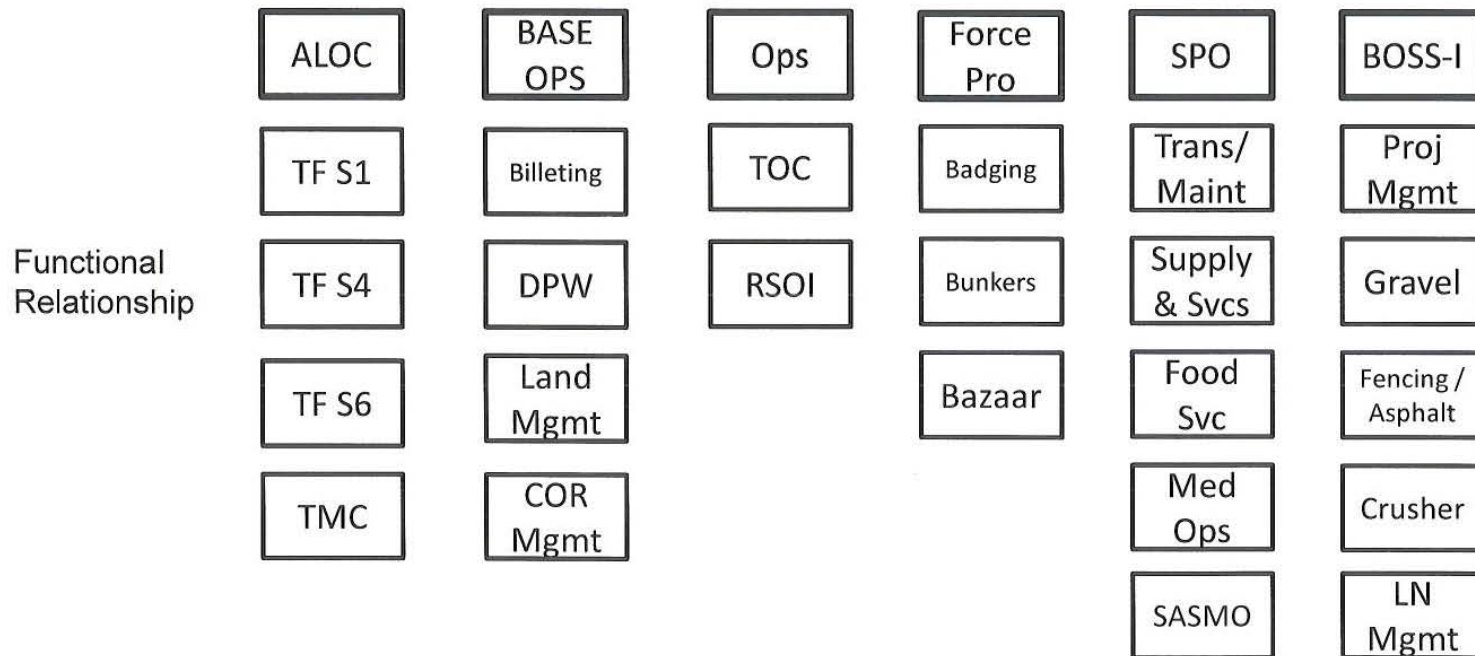 ALOC
BASE
OPS
Ops
Force
Pro
SPO
BOSS-I
TF S1
Billeting
TOC
Badging
Trans/
Maint
Proj
Mgmt
Functional
Relationship
TF S4
DPW
RSOI
Bunkers
Supply
& Svcs
Gravel
TF S6
Land
Mgmt
Bazaar
Food
Svc
Fencing /
Asphalt
TMC
COR
Mgmt
Med
Ops
Crusher
SASMO
LN
Mgmt